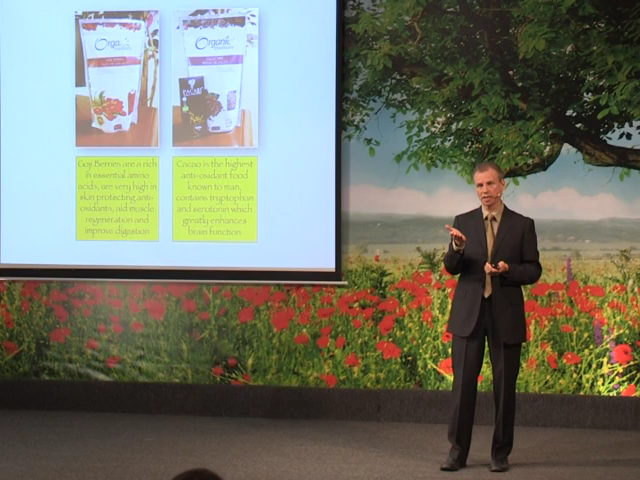 Organic
Organic
Goji Berries are a rich
in essential amino
acids, are very high in
skin protecting anti-
oxidants, aid muscle
regeneration and
improve digestion
Cacao is the highest
anti-oxidant food
known to man,
contains tryptophan
and serotonin which
greatly enhances
brain function